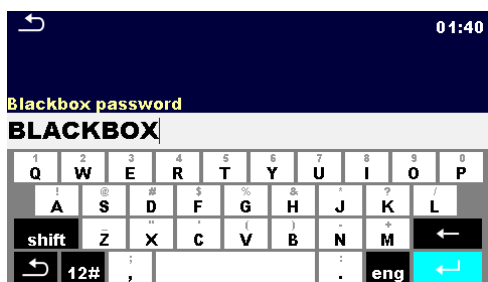 01:40
Blackbox password
BLACKBOX
1 2 3 4 5 6 7 8 9 0
Q W E R T Y U I O P
! @ # $ % & * ? /
A S D F G H J K L
_ " ' ( ) - +
shift Z X C V B N M
; :
12# , . eng